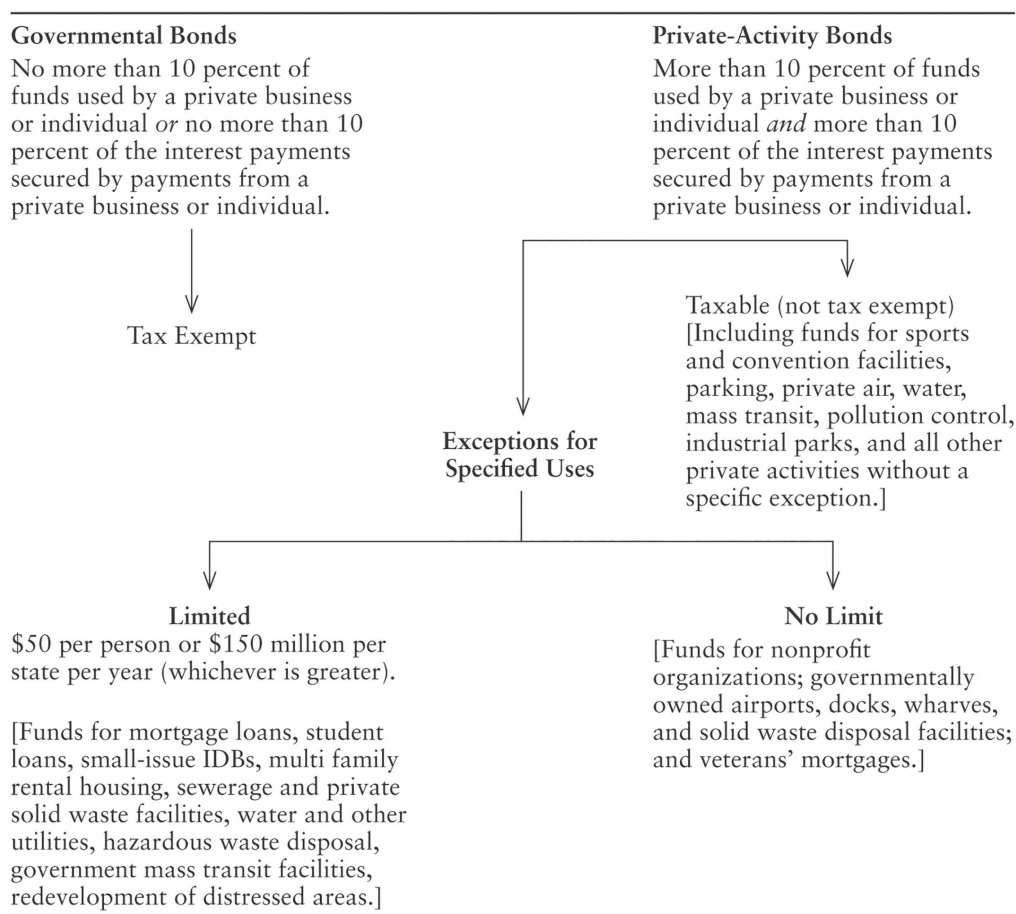 Governmental Bonds
No more than 10 percent of
funds used by a private business
or individual or no more than 10
percent of the interest payments
secured by payments from a
private business or individual.
Tax Exempt
Private-Activity Bonds
More than 10 percent of funds
used by a private business or
individual and more than 10
percent of the interest payments
secured by payments from a
private business or individual.
Taxable (not tax exempt)
[Including funds for sports
and convention facilities,
parking, private air, water,
mass transit, pollution control,
industrial parks, and all other
private activities without a
specific exception.]
Exceptions for
Specified Uses
Limited
$50 per person or $150 million per
state per year (whichever is greater).
[Funds for mortgage loans, student
loans, small-issue IDBs, multi family
rental housing, sewerage and private
solid waste facilities, water and other
utilities, hazardous waste disposal,
government mass transit facilities,
redevelopment of distressed areas.]
No Limit
[Funds for nonprofit
organizations; governmentally
owned airports, docks, wharves,
and solid waste disposal facilities;
and veterans’ mortgages.]